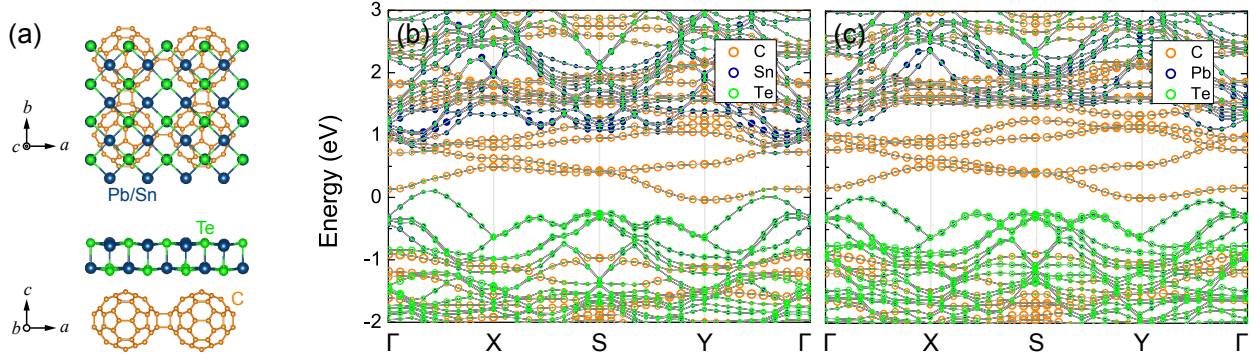 (a)
b
c
a
Pb/Sn
Te
c
b
a
C
Energy (eV)
3
2
1
0
-1
-2
(b)
C
Sn
Te
Γ
X
S
Y
Γ
(c)
C
Pb
Te
Γ
X
S
Y
Γ